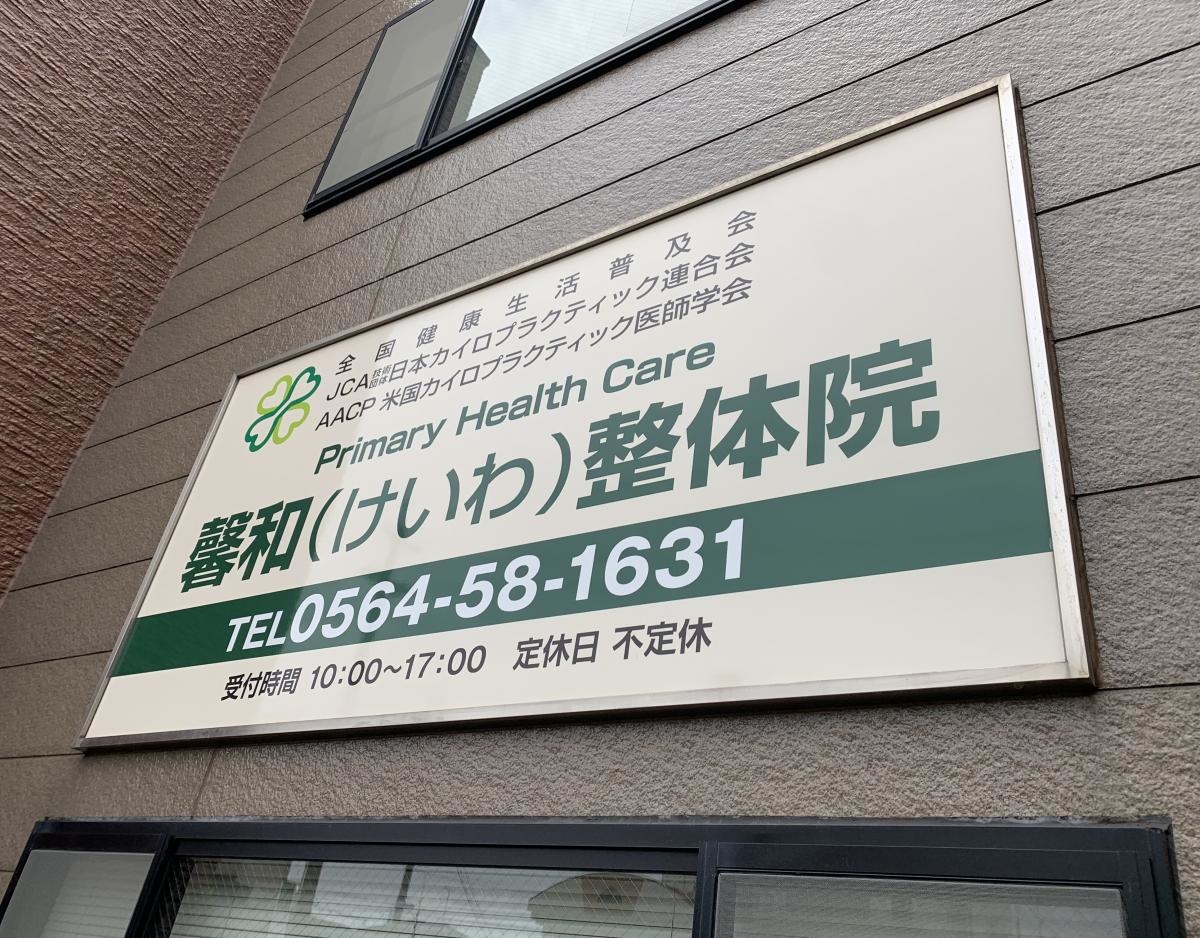 全国健康生活普及会
JCA技術団体日本カイロプラクティック連合会
AACP 米国カイロプラクティック医師学会
Primary Health Care
馨和(けいわ)整体院
TEL0564-58-1631
受付時間 10:00〜17:00 定休日 不定休